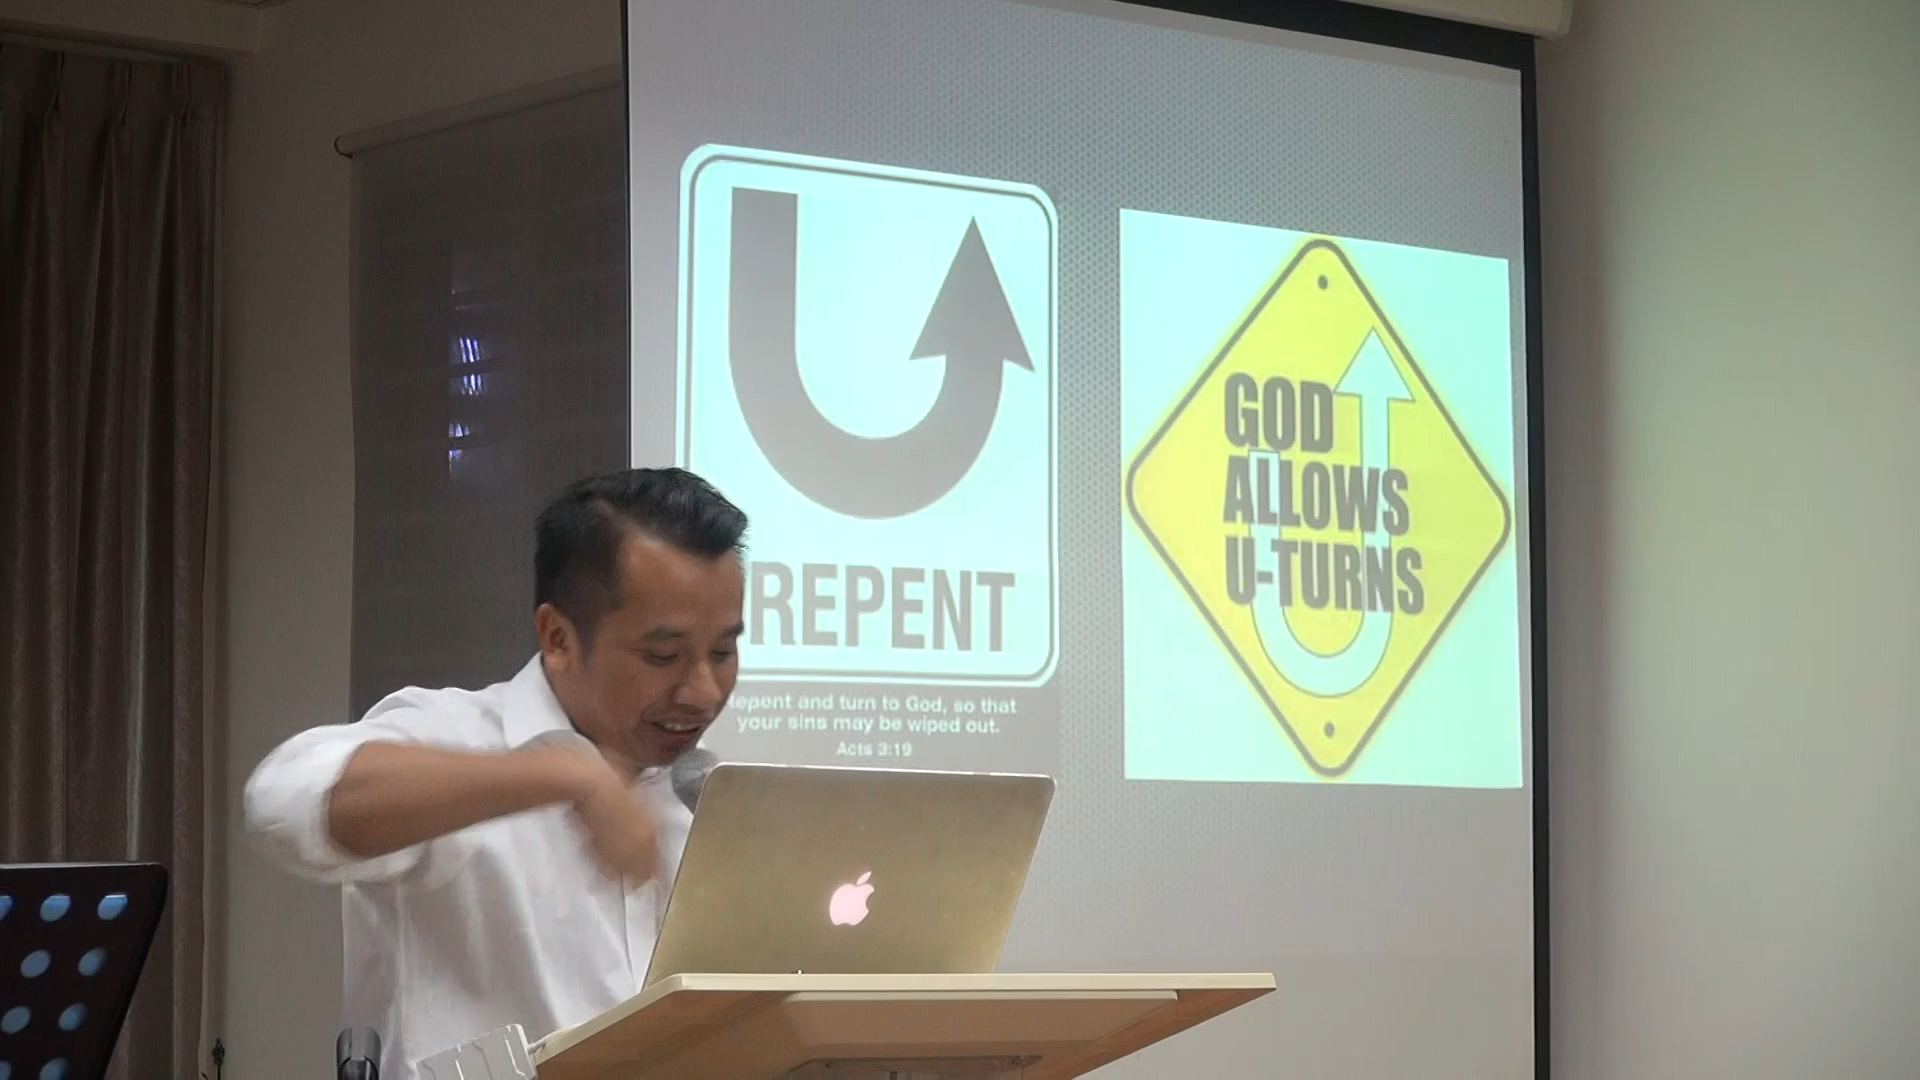 REPENT
Repent and turn to God, so that
your sins may be wiped out.
Acts 3:19
GOD
ALLOWS
U-TURNS